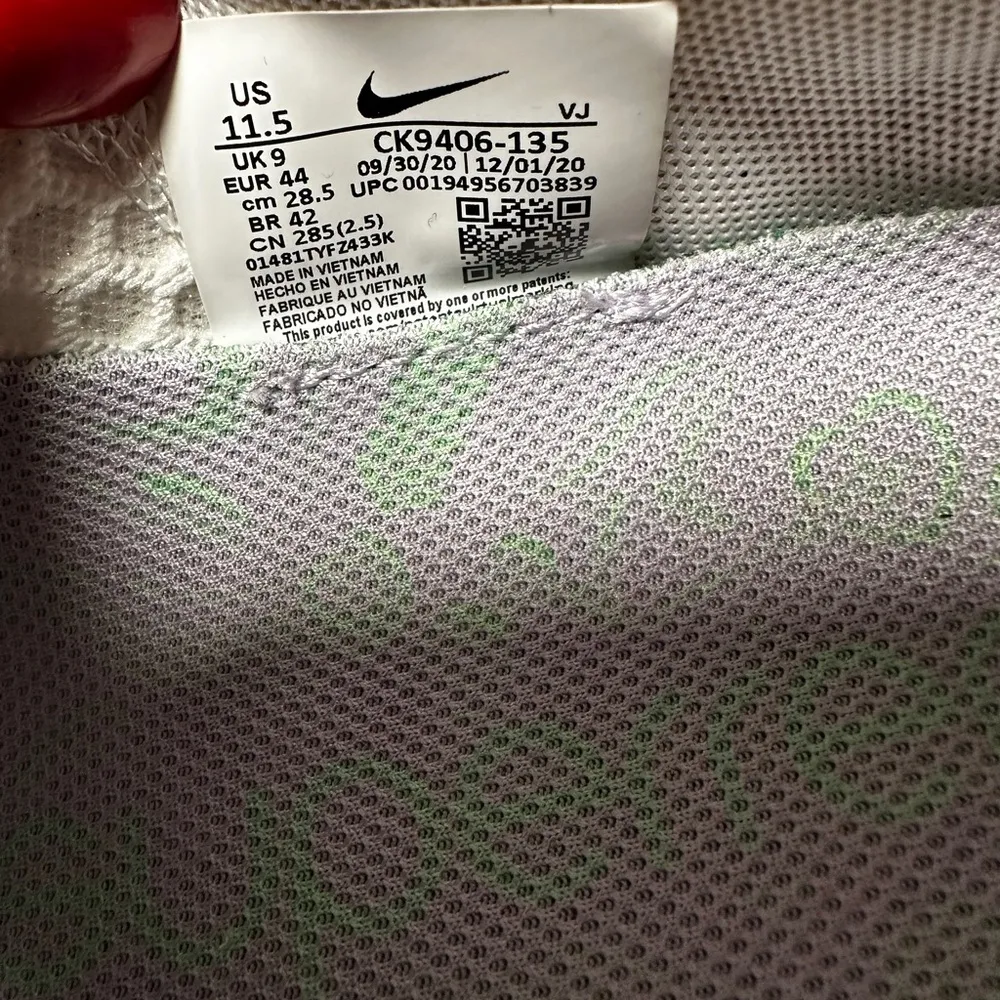 US
11.5
VJ
CK9406-135
UK 9
09/30/20 | 12/01/20
EUR 44
UPC 00194956703839
cm 28.5
BR 42
CN 285(2.5)
01481TYFZ433K
MADE IN VIETNAM
HECHO EN VIETNAM
FABRIQUE AU VIETNAM
FABRICADO NO VIETNÃ
This product is covered by one or more patents: